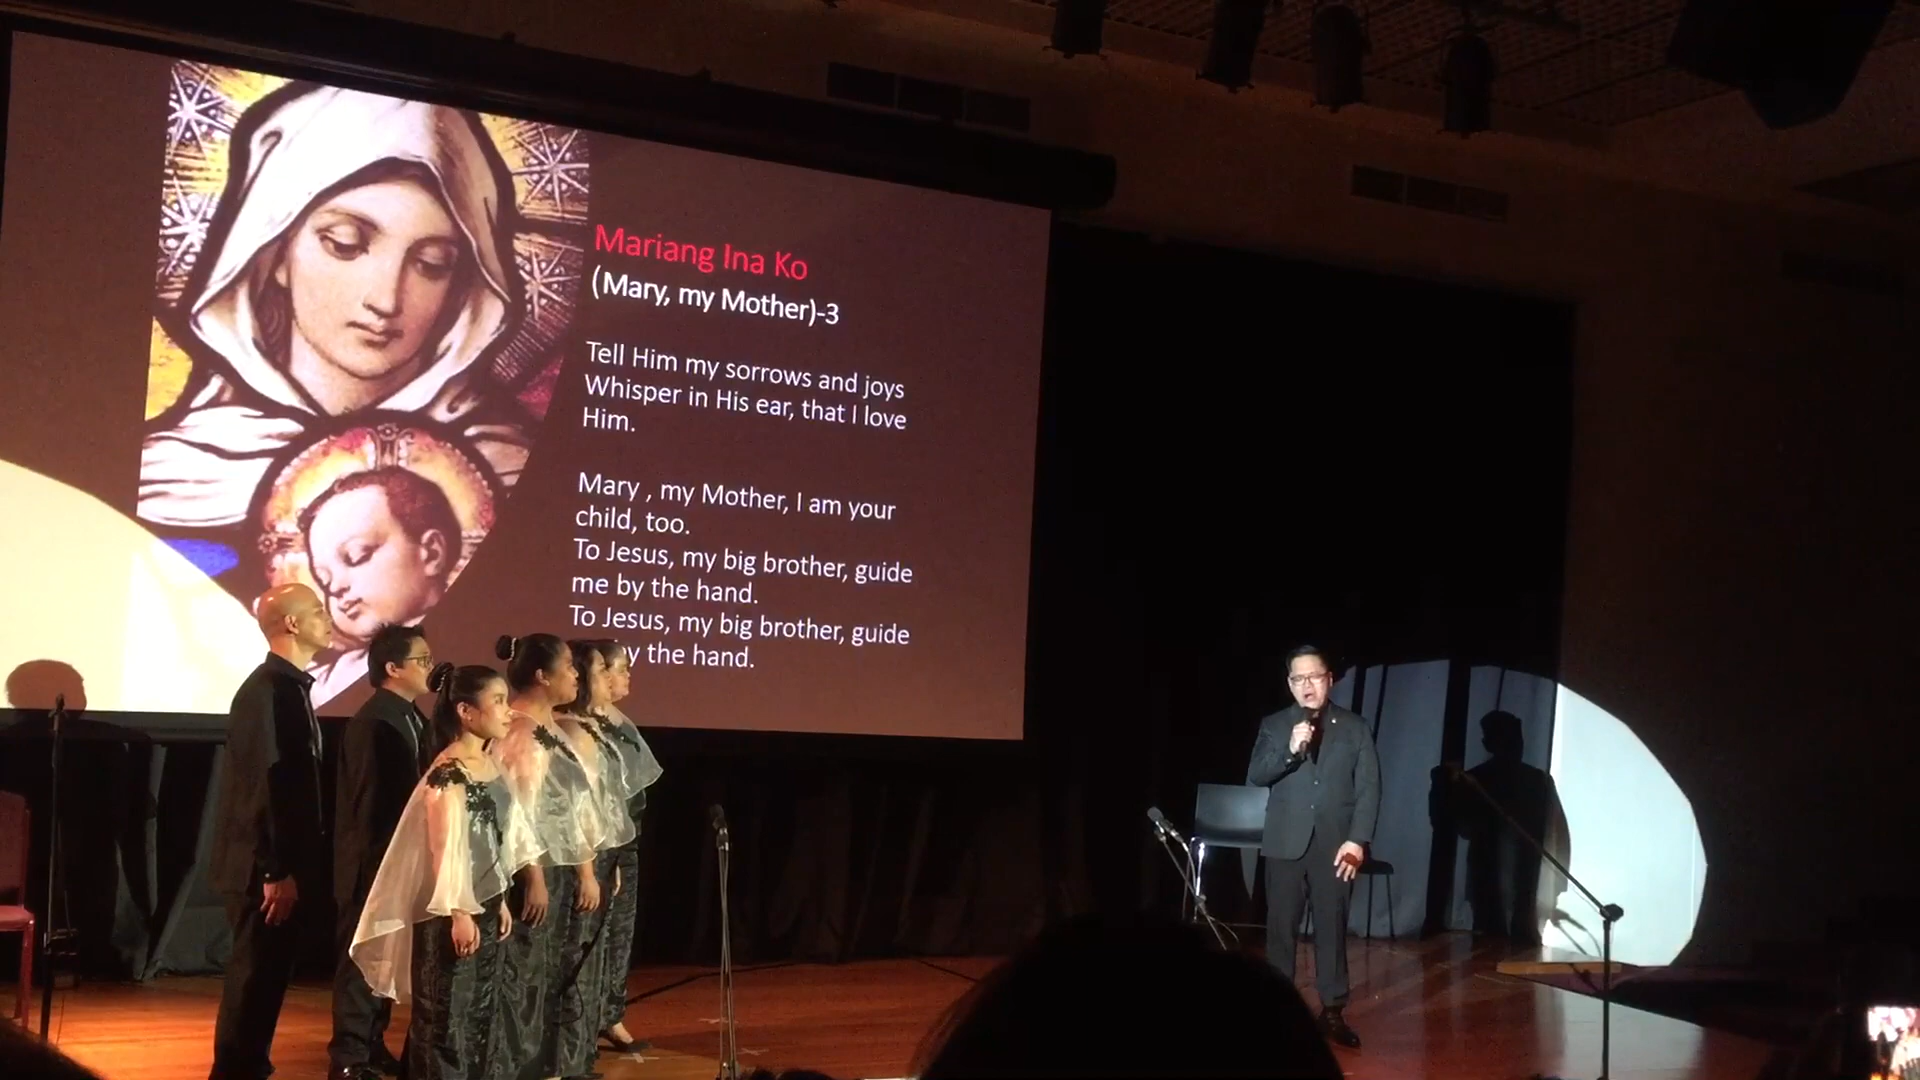 Mariang Ina Ko
(Mary, my Mother)-3
Tell Him my sorrows and joys
Whisper in His ear, that I love
Him.
Mary , my Mother, I am your
child, too.
To Jesus, my big brother, guide
me by the hand.
To Jesus, my big brother, guide
by the hand.